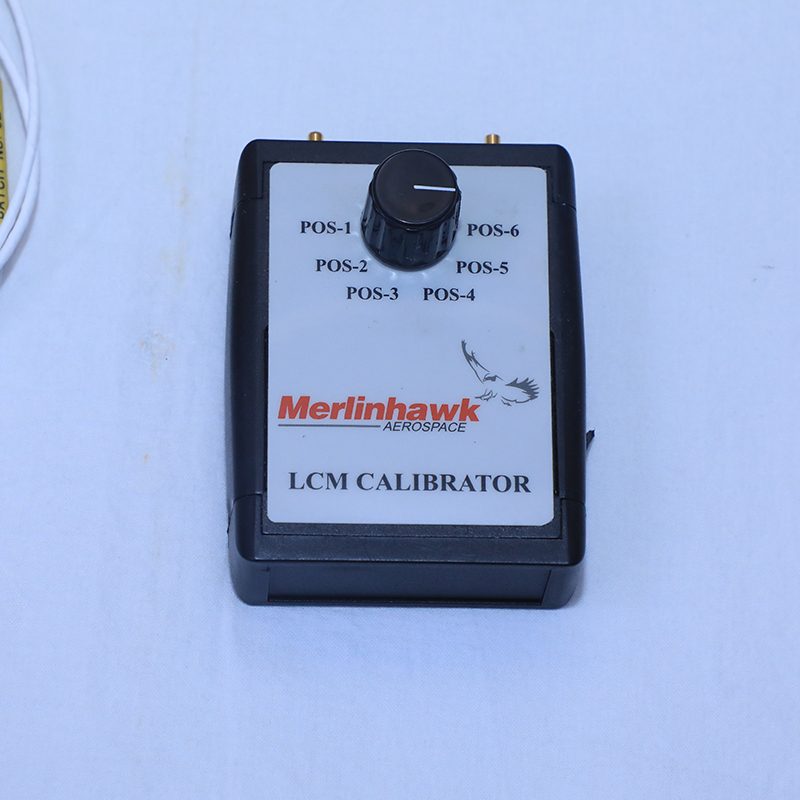 POS-1 POS-6
POS-2 POS-5
POS-3 POS-4
Merlinhawk
AEROSPACE
LCM CALIBRATOR